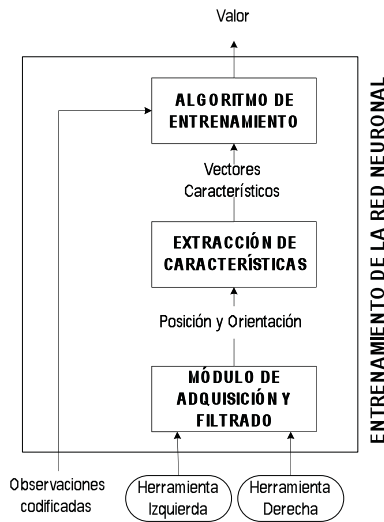 Valor
ALGORITMO DE
ENTRENAMIENTO
Vectores
Característicos
EXTRACCIÓN DE
CARACTERÍSTICAS
Posición y Orientación
MÓDULO DE
ADQUISICIÓN Y
FILTRADO
Observaciones
codificadas
Herramienta
Izquierda
Herramienta
Derecha
ENTRENAMIENTO DE LA RED NEURONAL